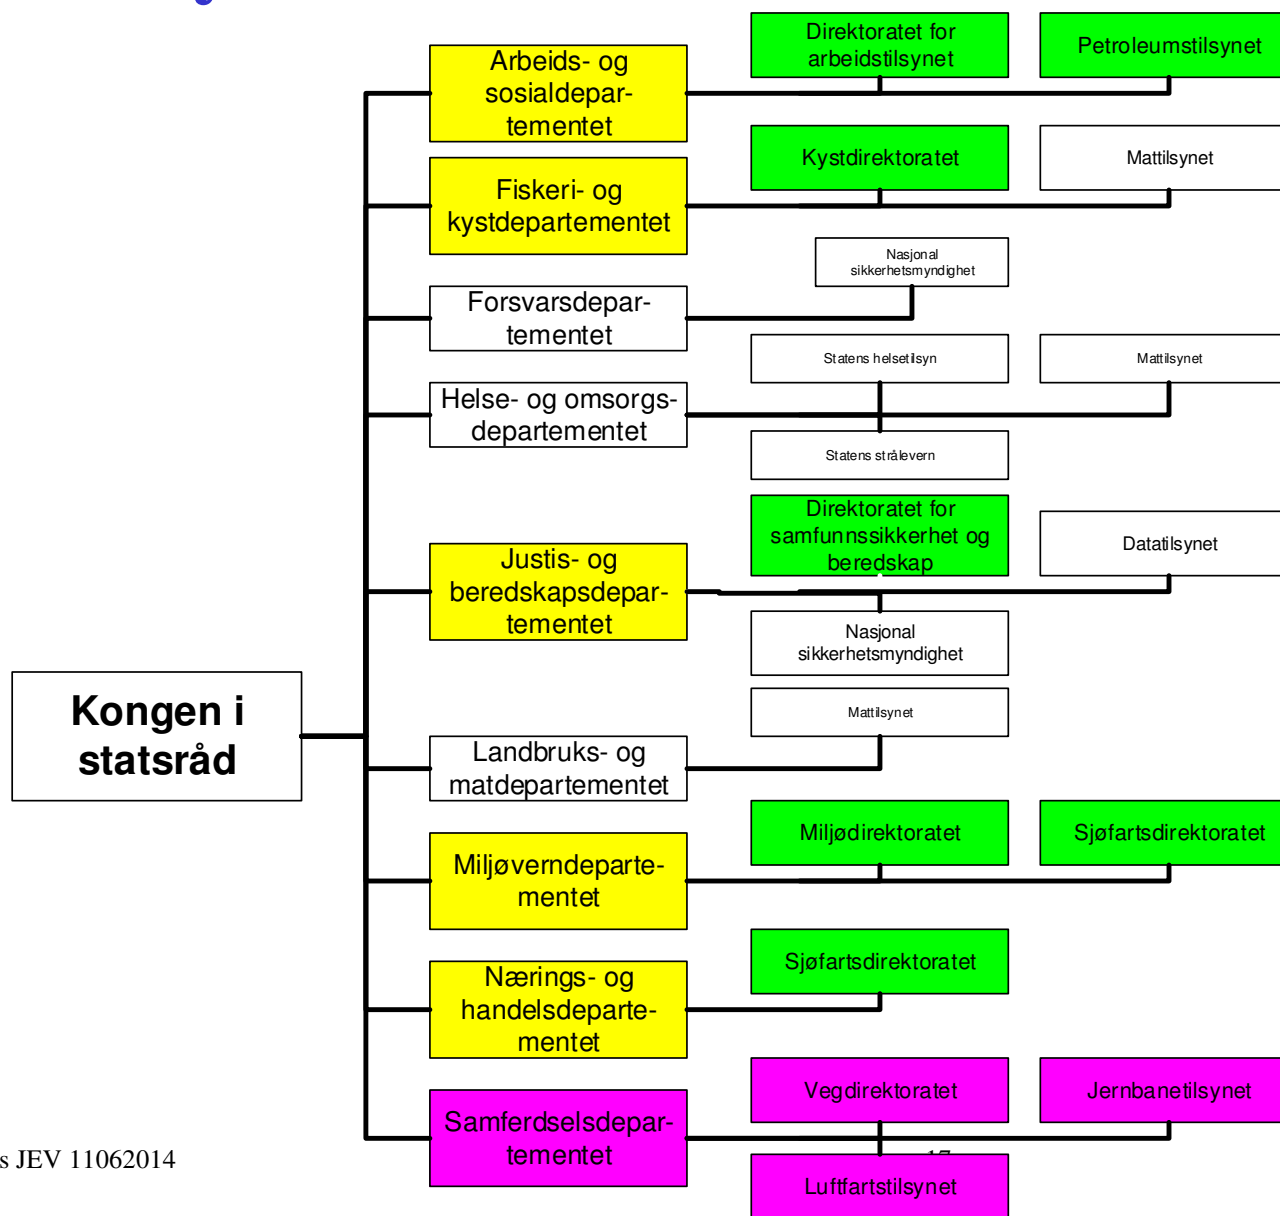 Direktoratet for
arbeidstilsynet
Petroleumstilsynet
Arbeids- og
sosialdepar-
tementet
Kystdirektoratet
Mattilsynet
Fiskeri- og
kystdepartementet
Nasjonal
sikkerhetsmyndighet
Forsvarsdepar-
tementet
Statens helsetilsyn
Mattilsynet
Helse- og omsorgs-
departementet
Statens strålevern
Direktoratet for
samfunnssikkerhet og
beredskap
Datatilsynet
Justis- og
beredskapsdepar-
tementet
Nasjonal
sikkerhetsmyndighet
Kongen i
statsråd
Mattilsynet
Landbruks- og
matdepartementet
Miljødirektoratet
Sjøfartsdirektoratet
Miljøverndeparte-
mentet
Sjøfartsdirektoratet
Nærings- og
handelsdeparte-
mentet
Vegdirektoratet
Jernbanetilsynet
Samferdselsdepar-
tementet
Luftfartstilsynet
s JEV 11062014